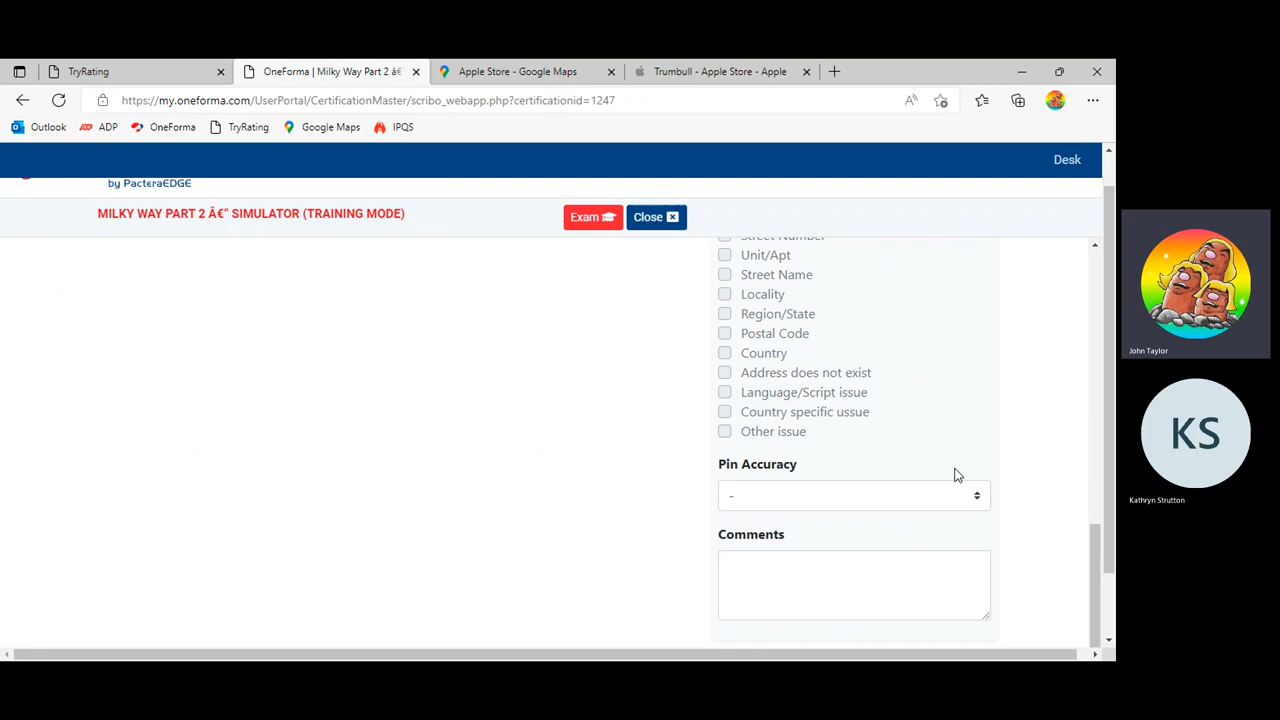 TryRating
OneForma | Milky Way Part 2 â€
Apple Store - Google Maps
Trumbull - Apple Store - Apple
https://my.oneforma.com/UserPortal/CertificationMaster/scribo_webapp.php?certificationid=1247
Outlook
ADP
OneForma
TryRating
Google Maps
IPQS
Desk
by PacteraEDGE
MILKY WAY PART 2 Â€“ SIMULATOR (TRAINING MODE)
Exam
Close
Street Number
Unit/Apt
Street Name
Locality
Region/State
Postal Code
Country
Address does not exist
Language/Script issue
Country specific ussue
Other issue
Pin Accuracy
-
Comments
John Taylor
KS
Kathryn Strutton